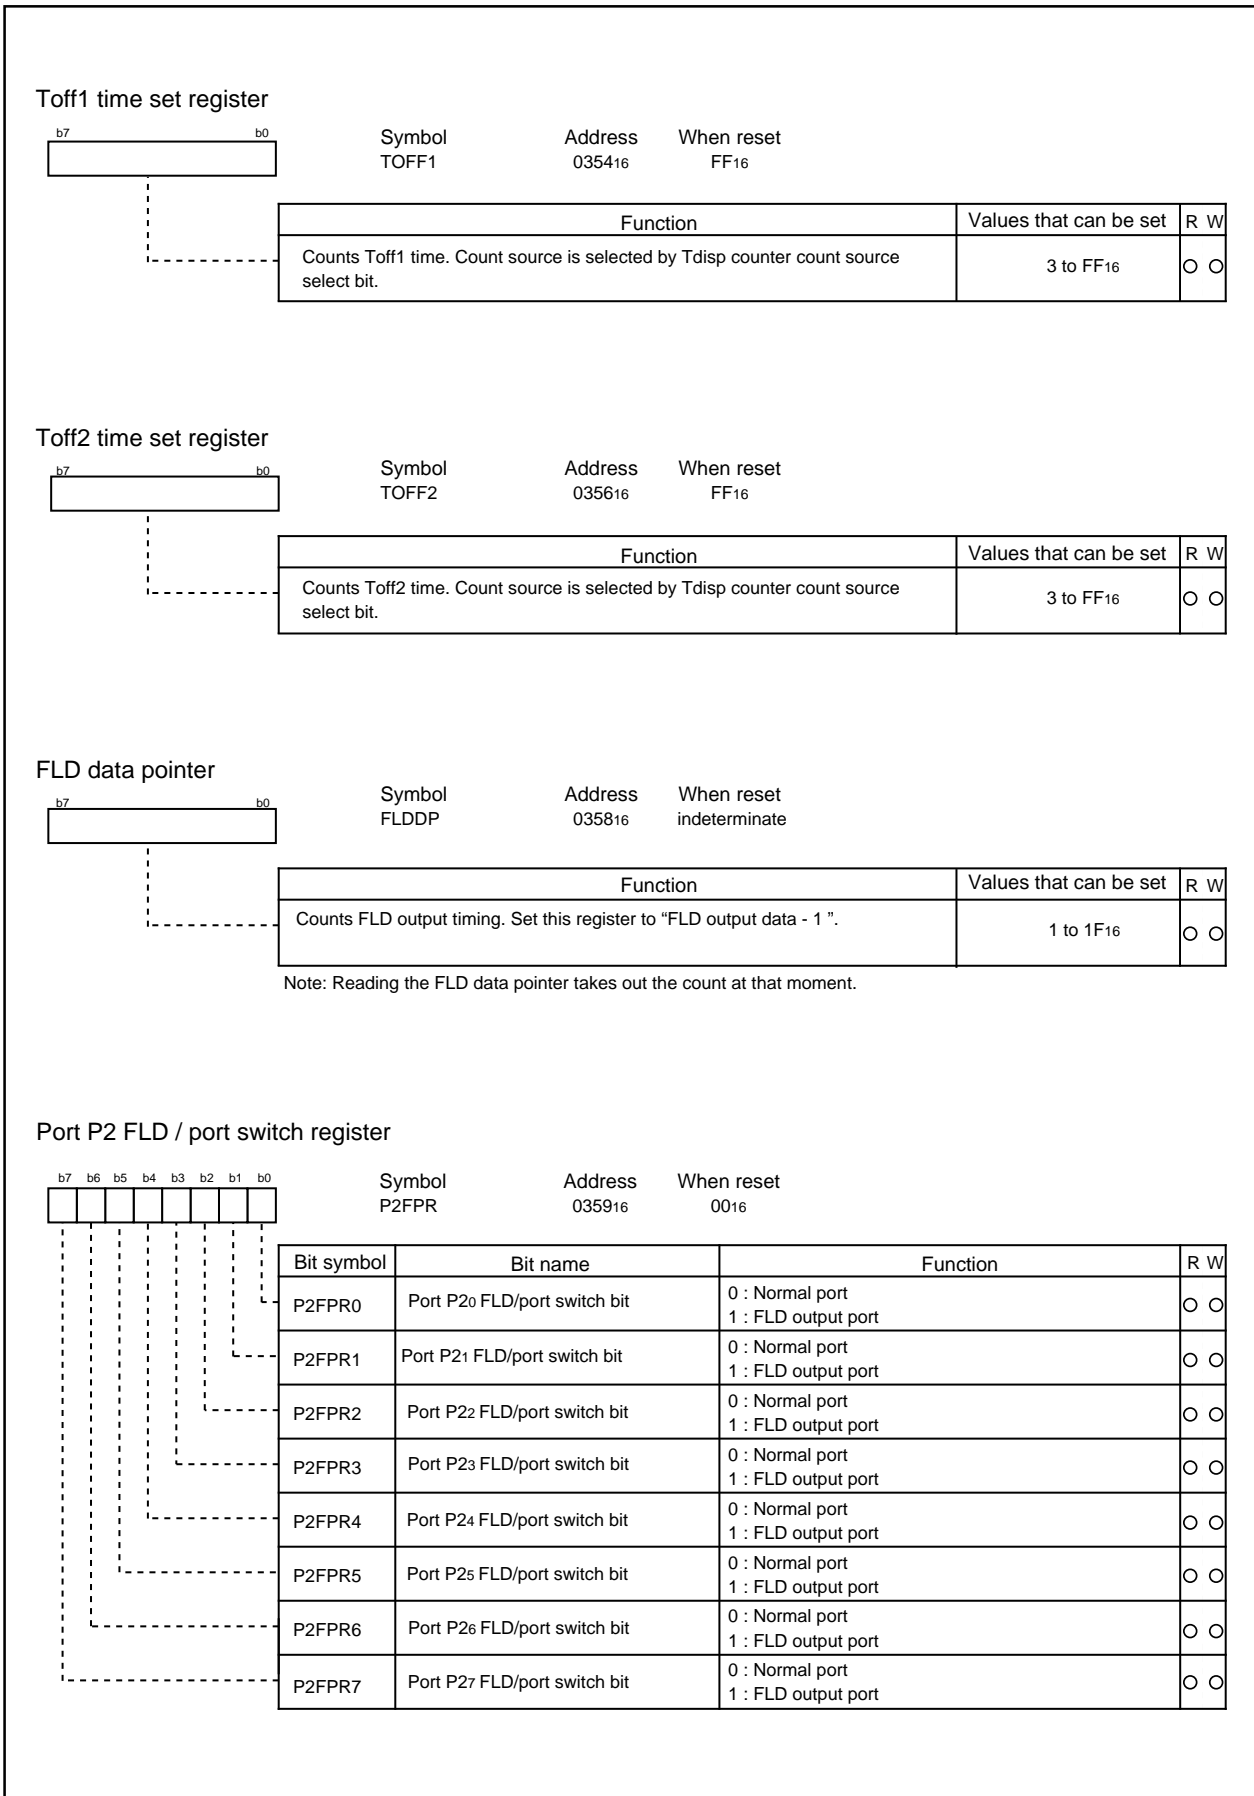 Toff1 time set register
b7 b0 Symbol Address When reset
TOFF1 035416 FF16
Function Values that can be set R W
Counts Toff1 time. Count source is selected by Tdisp counter count source
select bit.
3 to FF16
Toff2 time set register
b7 b0 Symbol Address When reset
TOFF2 035616 FF16
Function Values that can be set R W
Counts Toff2 time. Count source is selected by Tdisp counter count source
select bit.
3 to FF16
FLD data pointer
b7 b0 Symbol Address When reset
FLDDP 035816 indeterminate
Function Values that can be set R W
Counts FLD output timing. Set this register to “FLD output data - 1 ”.
1 to 1F16
Note: Reading the FLD data pointer takes out the count at that moment.
Port P2 FLD / port switch register
b7 b6 b5 b4 b3 b2 b1 b0 Symbol Address When reset
P2FPR 035916 0016
Bit symbol Bit name Function R W
P2FPR0 Port P20 FLD/port switch bit 0 : Normal port
1 : FLD output port
P2FPR1 Port P21 FLD/port switch bit 0 : Normal port
1 : FLD output port
P2FPR2 Port P22 FLD/port switch bit 0 : Normal port
1 : FLD output port
P2FPR3 Port P23 FLD/port switch bit 0 : Normal port
1 : FLD output port
P2FPR4 Port P24 FLD/port switch bit 0 : Normal port
1 : FLD output port
P2FPR5 Port P25 FLD/port switch bit 0 : Normal port
1 : FLD output port
P2FPR6 Port P26 FLD/port switch bit 0 : Normal port
1 : FLD output port
P2FPR7 Port P27 FLD/port switch bit 0 : Normal port
1 : FLD output port